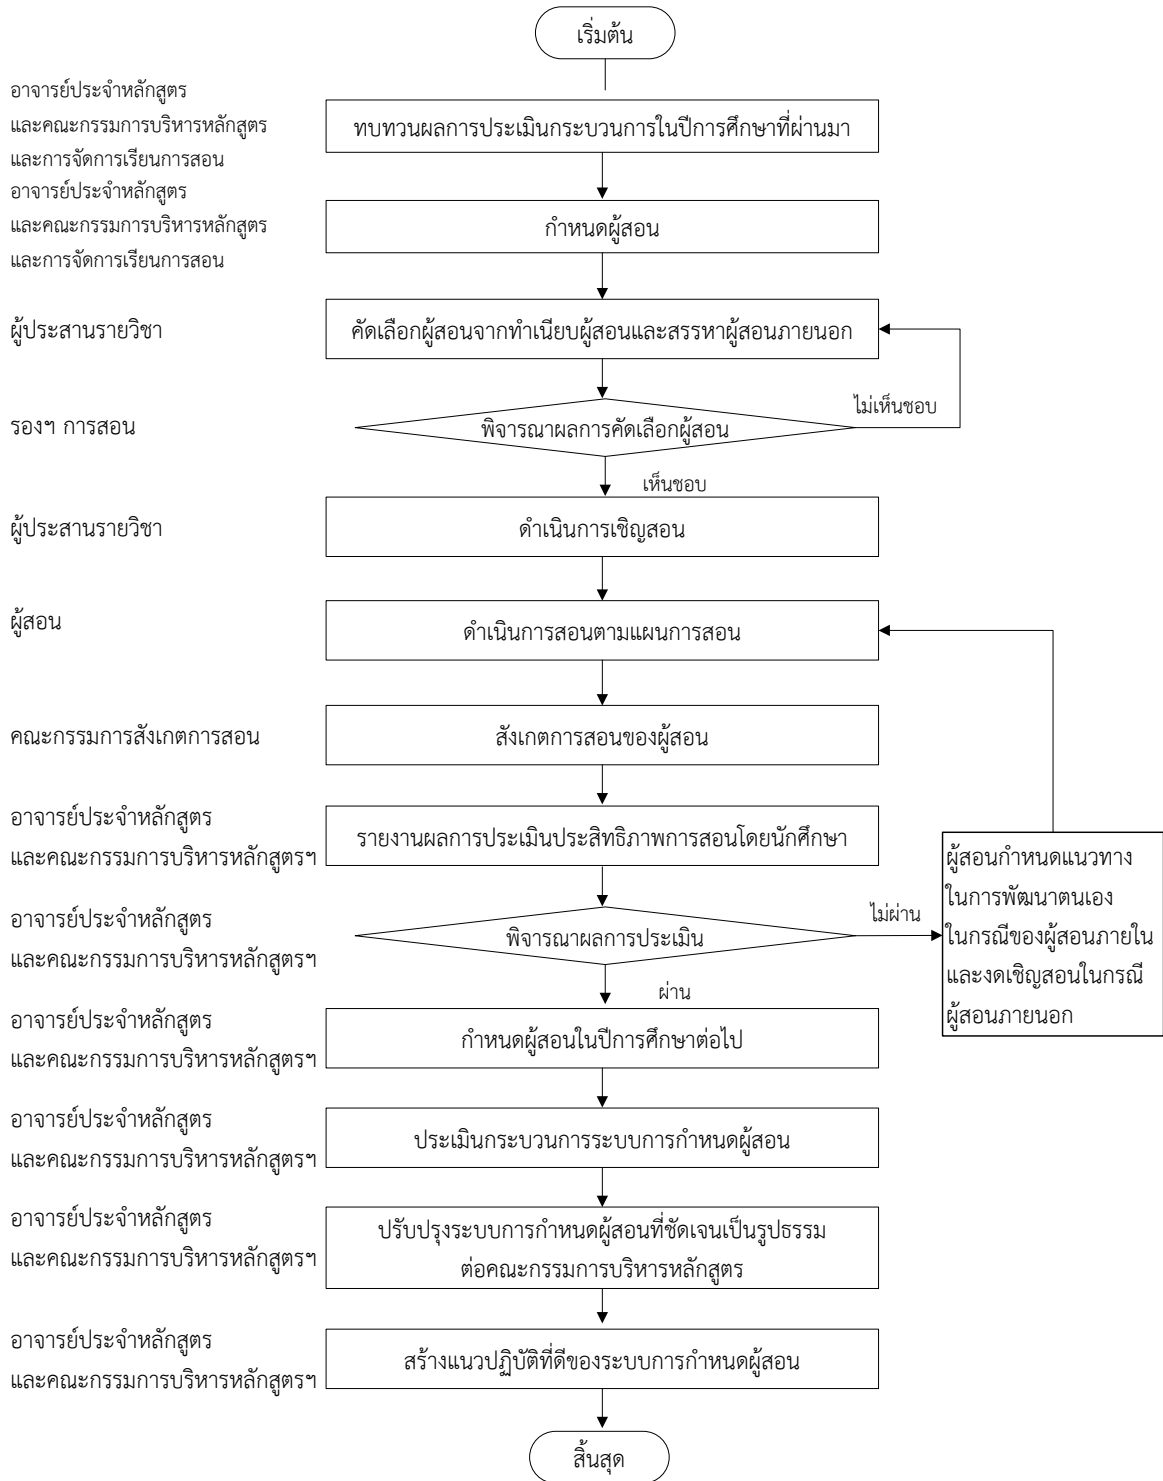 เริ่มต้น
อาจารย์ประจำหลักสูตร
และคณะกรรมการบริหารหลักสูตร
และการจัดการเรียนการสอน
ทบทวนผลการประเมินกระบวนการในปีการศึกษาที่ผ่านมา
อาจารย์ประจำหลักสูตร
และคณะกรรมการบริหารหลักสูตร
และการจัดการเรียนการสอน
กำหนดผู้สอน
ผู้ประสานรายวิชา
คัดเลือกผู้สอนจากทำเนียบผู้สอนและสรรหาผู้สอนภายนอก
รองฯ การสอน
พิจารณาผลการคัดเลือกผู้สอน
ไม่เห็นชอบ
เห็นชอบ
ผู้ประสานรายวิชา
ดำเนินการเชิญสอน
ผู้สอน
ดำเนินการสอนตามแผนการสอน
คณะกรรมการสังเกตการสอน
สังเกตการสอนของผู้สอน
อาจารย์ประจำหลักสูตร
และคณะกรรมการบริหารหลักสูตรฯ
รายงานผลการประเมินประสิทธิภาพการสอนโดยนักศึกษา
อาจารย์ประจำหลักสูตร
และคณะกรรมการบริหารหลักสูตรฯ
พิจารณาผลการประเมิน
ไม่ผ่าน
ผู้สอนกำหนดแนวทาง
ในการพัฒนาตนเอง
ในกรณีของผู้สอนภายใน
และงดเชิญสอนในกรณี
ผู้สอนภายนอก
ผ่าน
อาจารย์ประจำหลักสูตร
และคณะกรรมการบริหารหลักสูตรฯ
กำหนดผู้สอนในปีการศึกษาต่อไป
อาจารย์ประจำหลักสูตร
และคณะกรรมการบริหารหลักสูตรฯ
ประเมินกระบวนการระบบการกำหนดผู้สอน
อาจารย์ประจำหลักสูตร
และคณะกรรมการบริหารหลักสูตรฯ
ปรับปรุงระบบการกำหนดผู้สอนที่ชัดเจนเป็นรูปธรรม
ต่อคณะกรรมการบริหารหลักสูตร
อาจารย์ประจำหลักสูตร
และคณะกรรมการบริหารหลักสูตรฯ
สร้างแนวปฏิบัติที่ดีของระบบการกำหนดผู้สอน
สิ้นสุด